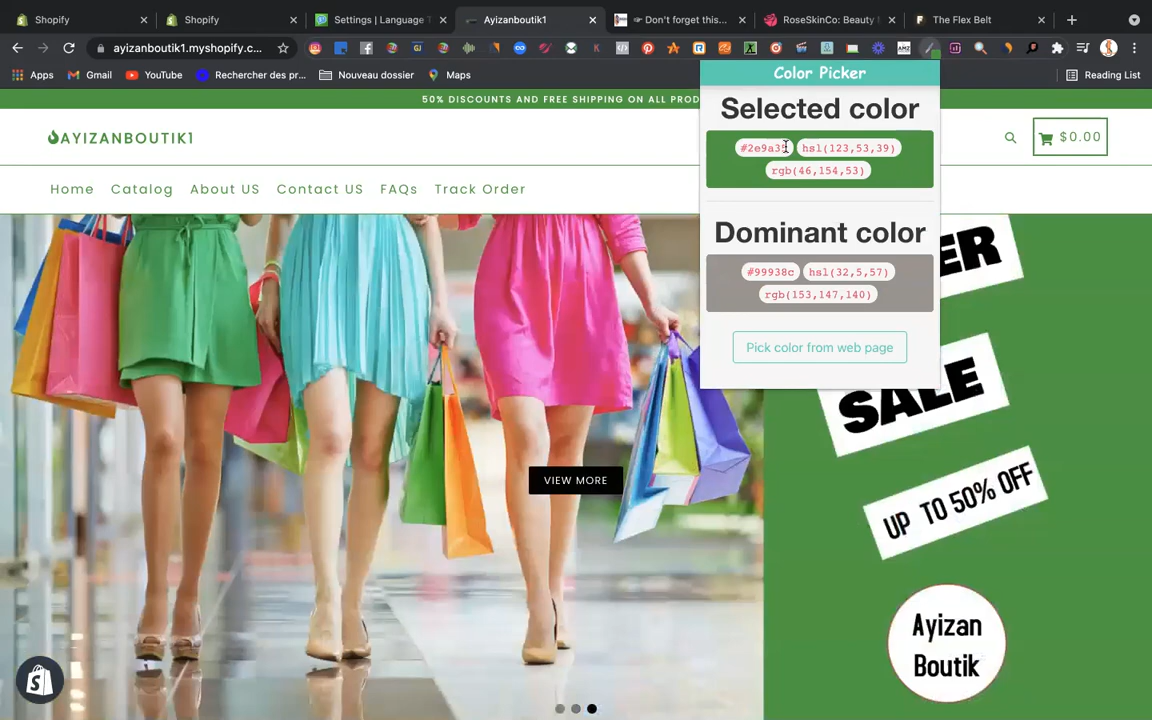 Shopify
Shopify
Settings | Language T
Ayizanboutik1
Don't forget this...
RoseSkinCo: Beauty
The Flex Belt
ayizanboutik1.myshopify.c...
Apps
Gmail
YouTube
Rechercher des pr...
Nouveau dossier
Maps
Reading List
Color Picker
Selected color
hsl(123,53,39)
rgb(46,154,53)
Dominant color
#99938c hsl(32,5,57)
rgb(153,147,140)
Pick color from web page
50% DISCOUNTS AND FREE SHIPPING ON ALL PROD
AYIZANBOUTIK1
$0.00
Home Catalog About US Contact US FAQs Track Order
ER
SALE
UP TO 50% OFF
VIEW MORE
Ayizan
Boutik